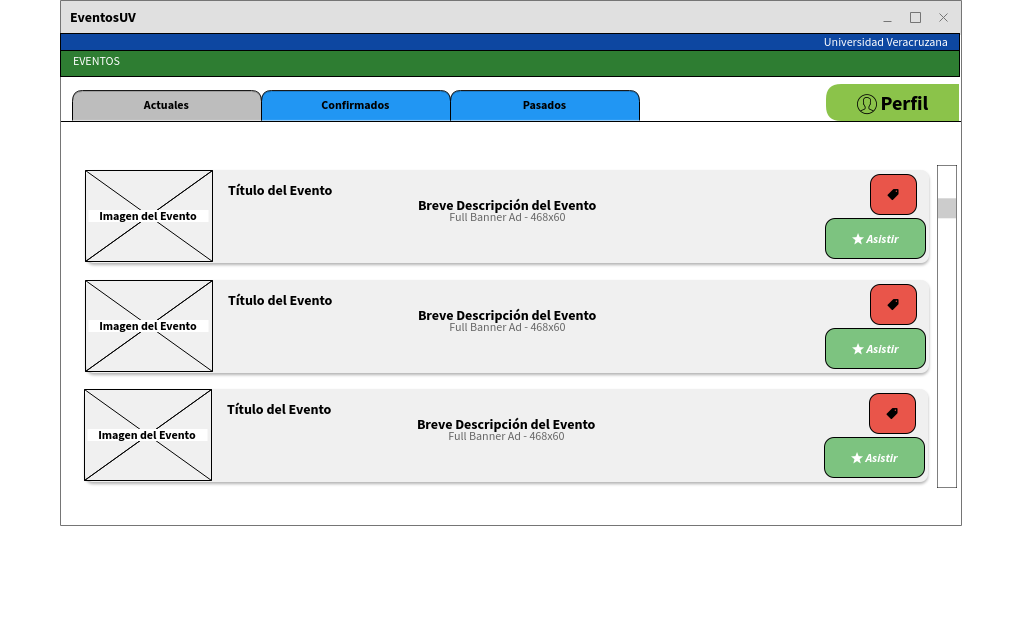 EventosUV
Universidad Veracruzana
EVENTOS
Actuales
Confirmados
Pasados
Perfil
Imagen del Evento
Título del Evento
Breve Descripción del Evento
Full Banner Ad - 468x60
Asistir
Imagen del Evento
Título del Evento
Breve Descripción del Evento
Full Banner Ad - 468x60
Asistir
Imagen del Evento
Título del Evento
Breve Descripción del Evento
Full Banner Ad - 468x60
Asistir